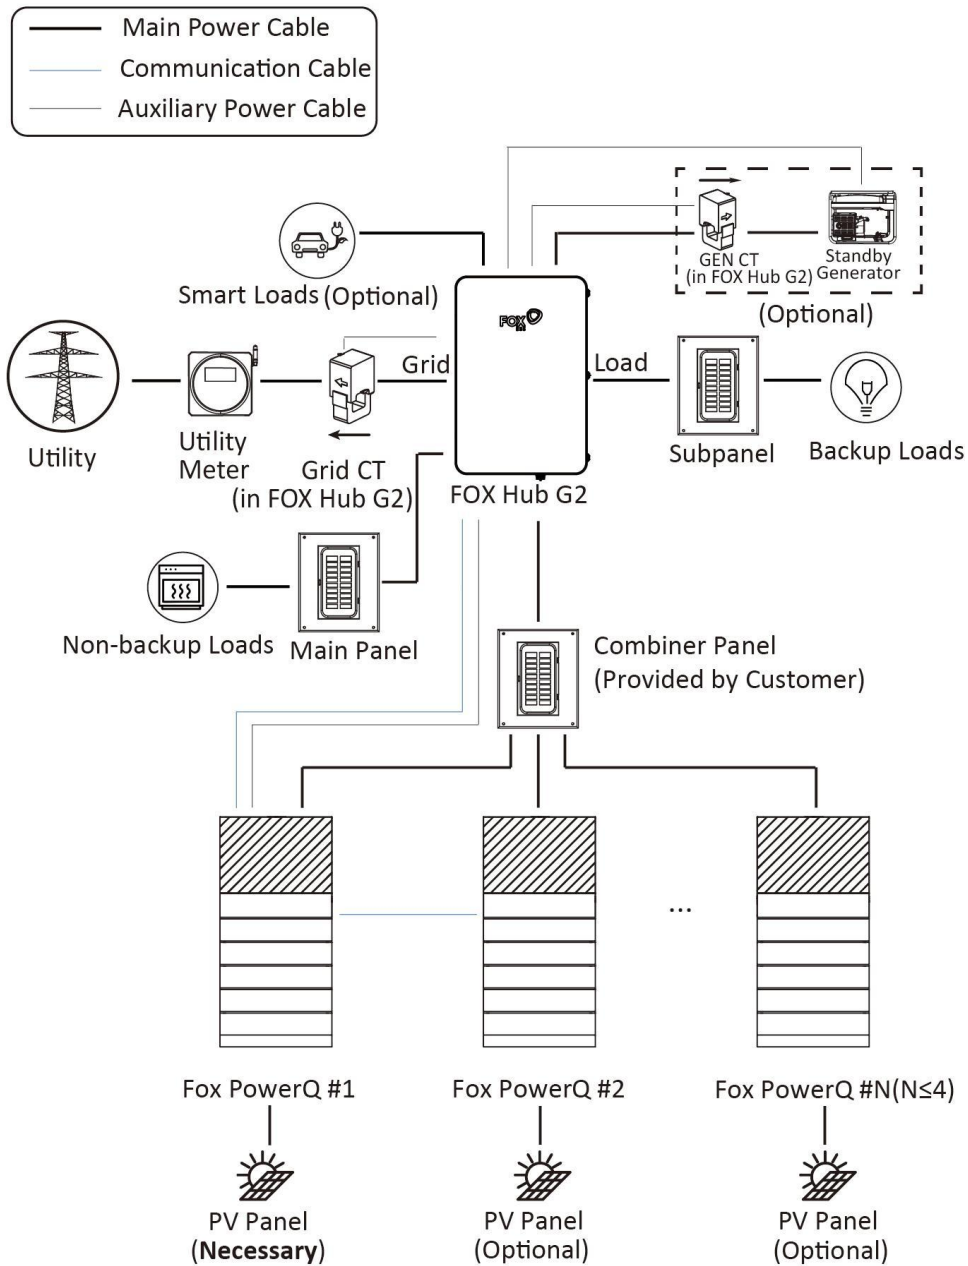 Main Power Cable
Communication Cable
Auxiliary Power Cable
GEN CT
(in FOX Hub G2)
Standby
Generator
(Optional)
Smart Loads (Optional)
FOX
Grid
Load
Utility
Utility
Meter
Grid CT
(in FOX Hub G2)
FOX Hub G2
Subpanel
Backup Loads
Non-backup Loads
Main Panel
Combiner Panel
(Provided by Customer)
...
Fox PowerQ #1
Fox PowerQ #2
Fox PowerQ #N(N≤4)
PV Panel
(Necessary)
PV Panel
(Optional)
PV Panel
(Optional)